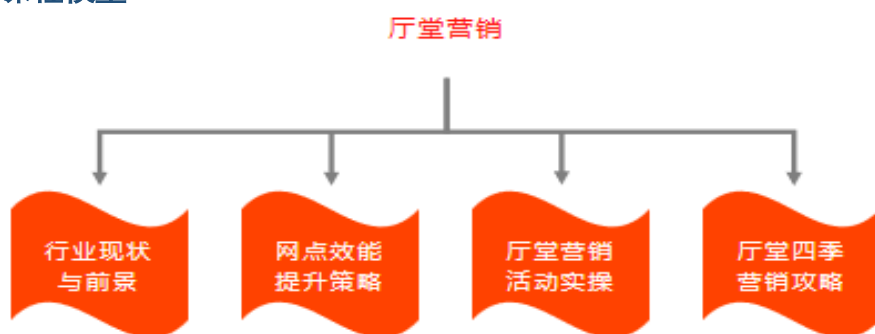 厅堂营销
行业现状
与前景
网点效能
提升策略
厅堂营销
活动实操
厅堂四季
营销攻略